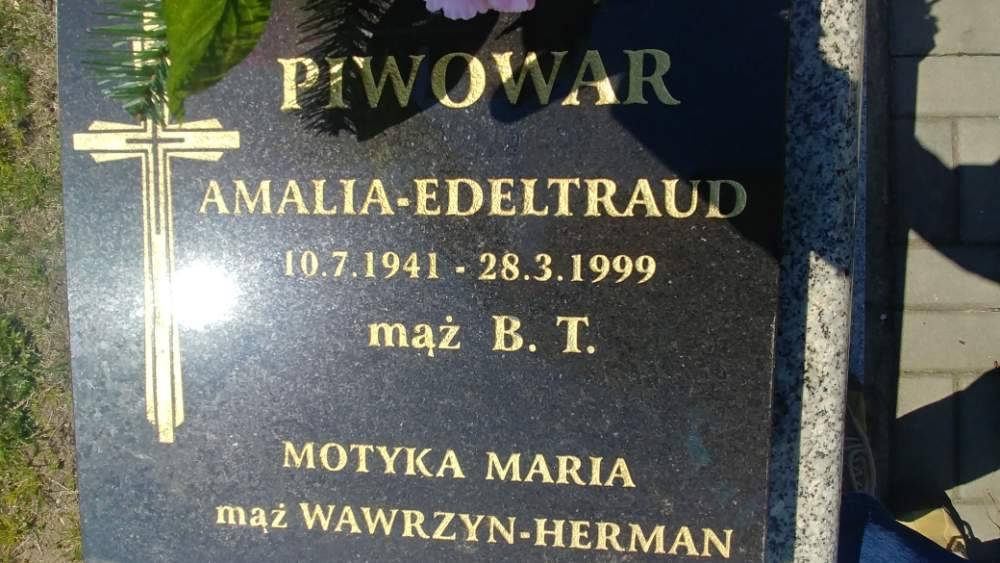 PIWOWAR
AMALIA-EDELTRAUD
10.7.1941 - 28.3.1999
mąż B. T.
MOTYKA MARIA
mąż WAWRZYN-HERMAN